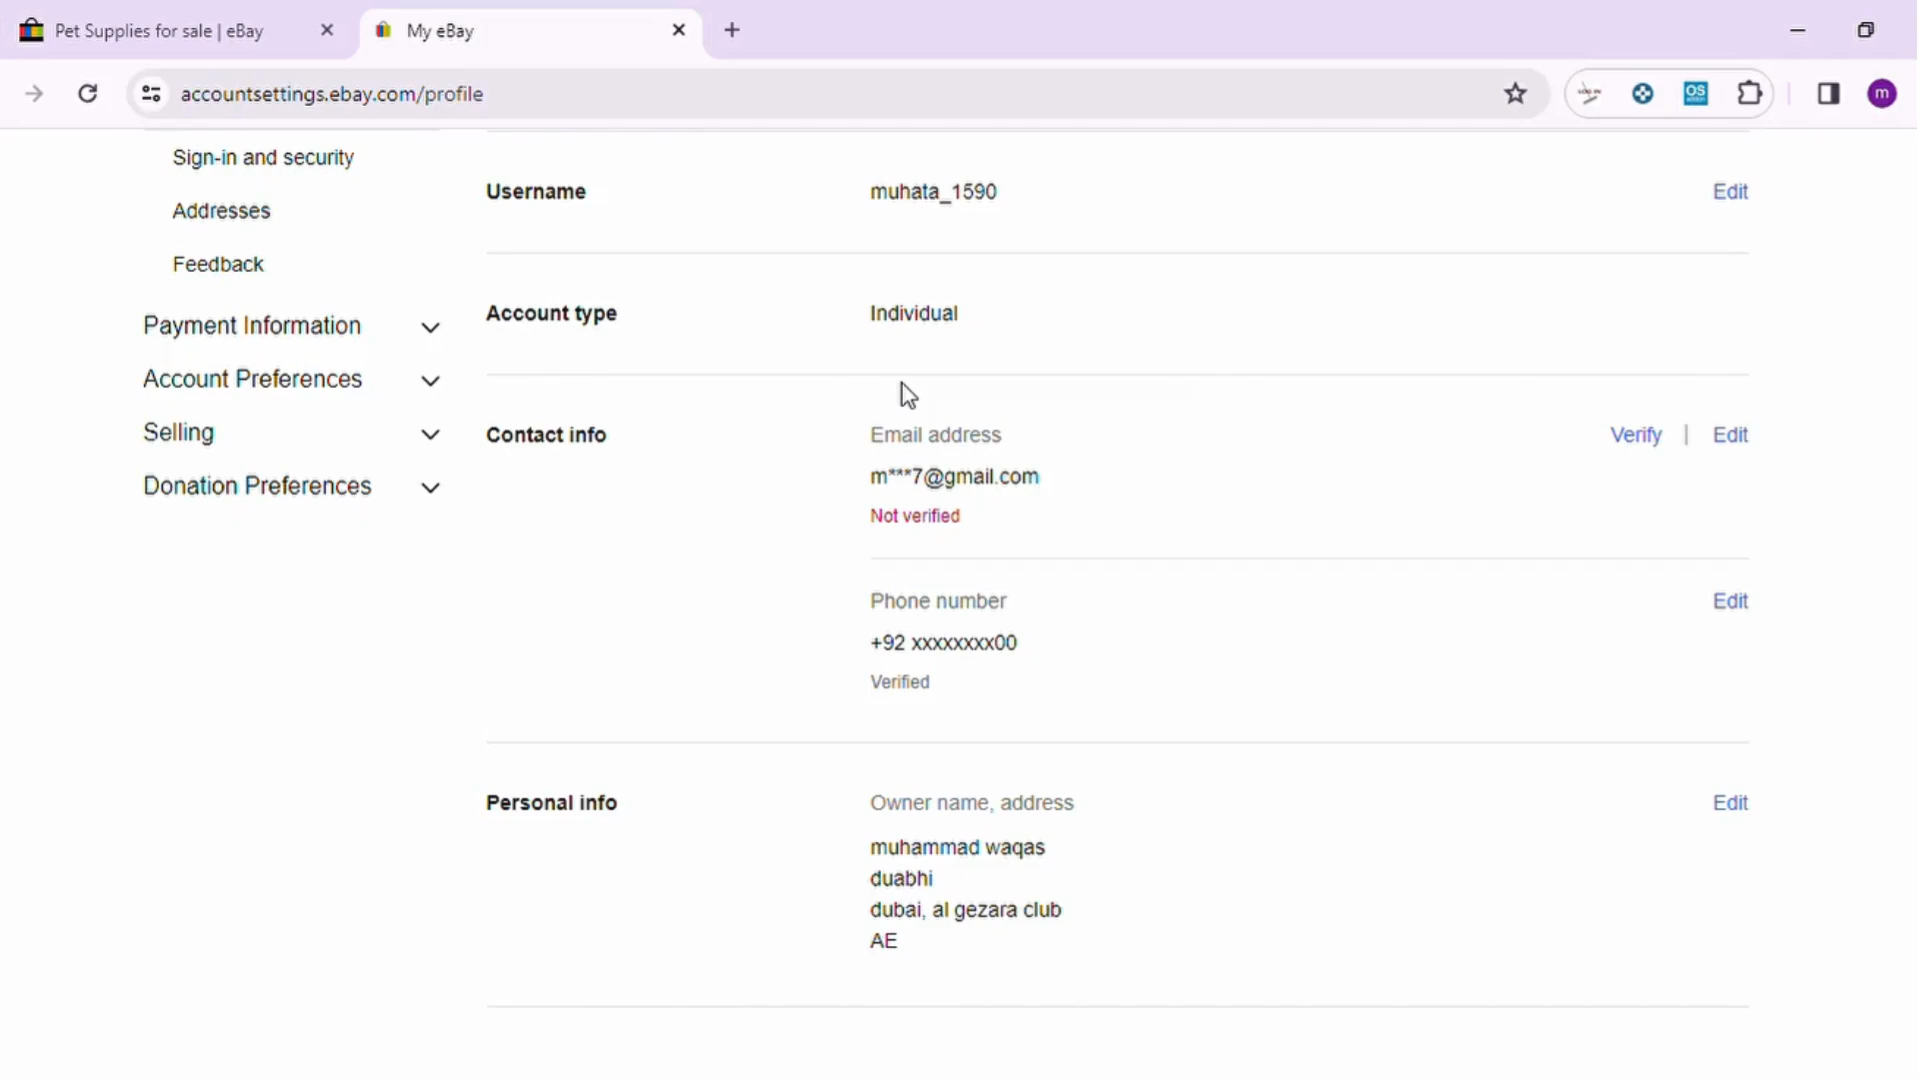 Pet Supplies for sale | eBay
My eBay
accountsettings.ebay.com/profile
OS
m
Sign-in and security
Addresses
Feedback
Payment Information
Account Preferences
Selling
Donation Preferences
Username
muhata_1590
Edit
Account type
Individual
Contact info
Email address
Verify | Edit
m***7@gmail.com
Not verified
Phone number
Edit
+92 xxxxxxxx00
Verified
Personal info
Owner name, address
Edit
muhammad waqas
duabhi
dubai, al gezara club
AE